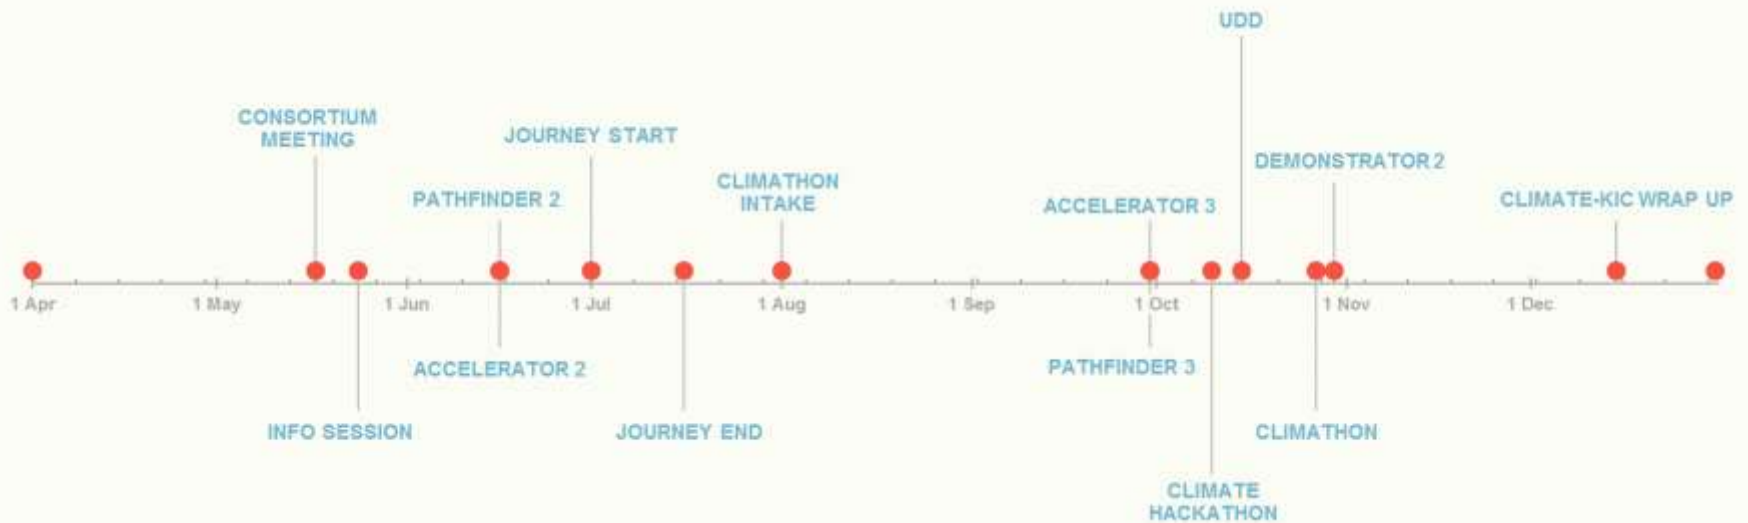 UDD
CONSORTIUM
MEETING
JOURNEY START
DEMONSTRATOR 2
PATHFINDER 2
CLIMATHON
INTAKE
ACCELERATOR 3
CLIMATE-KIC WRAP UP
1 Apr
1 May
1 Jun
1 Jul
1 Aug
1 Sep
1 Oct
1 Nov
1 Dec
ACCELERATOR 2
PATHFINDER 3
INFO SESSION
JOURNEY END
CLIMATHON
CLIMATE
HACKATHON